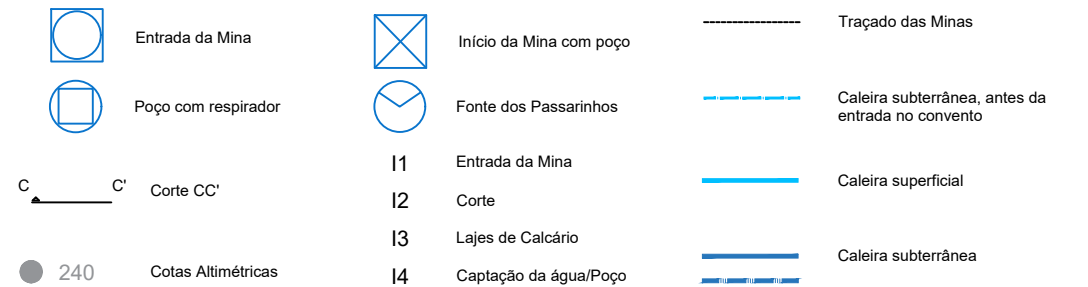 Entrada da Mina
Poço com respirador
C C' Corte CC'
240 Cotas Altimétricas
Início da Mina com poço
Fonte dos Passarinhos
I1 Entrada da Mina
I2 Corte
I3 Lajes de Calcário
I4 Captação da água/Poço
Traçado das Minas
Caleira subterrânea, antes da
entrada no convento
Caleira superficial
Caleira subterrânea